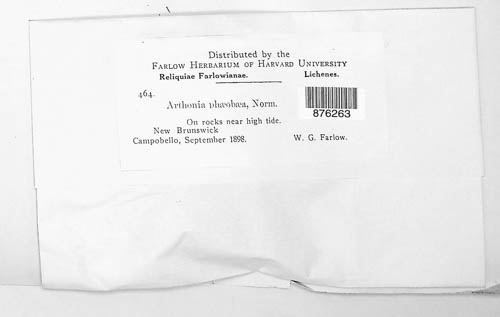 Distributed by the
FARLOW HERBARIUM OF HARVARD UNIVERSITY
Reliquiae Farlowianae. Lichenes.
464.
Arthonia phæobæa, Norm.
876263
On rocks near high tide.
New Brunswick
Campobello, September 1898. W. G. Farlow.